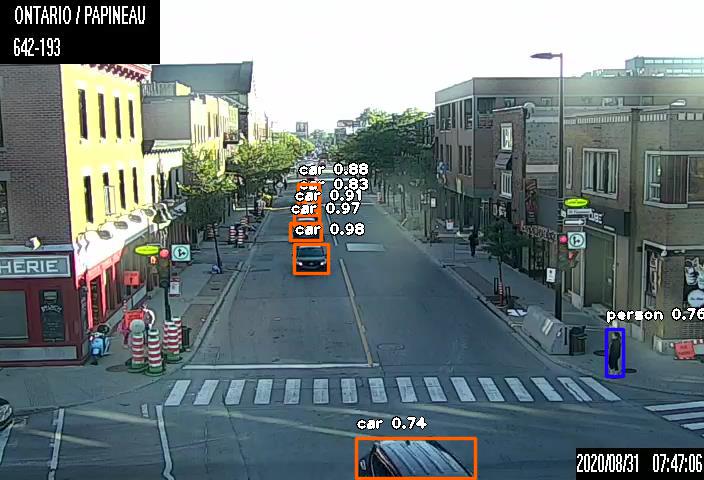 ONTARIO / PAPINEAU
642-193
car 0.88
car 0.83
car 0.91
car 0.97
car 0.98
HERIE
person 0.76
car 0.74
2020/08/31 07:47:06